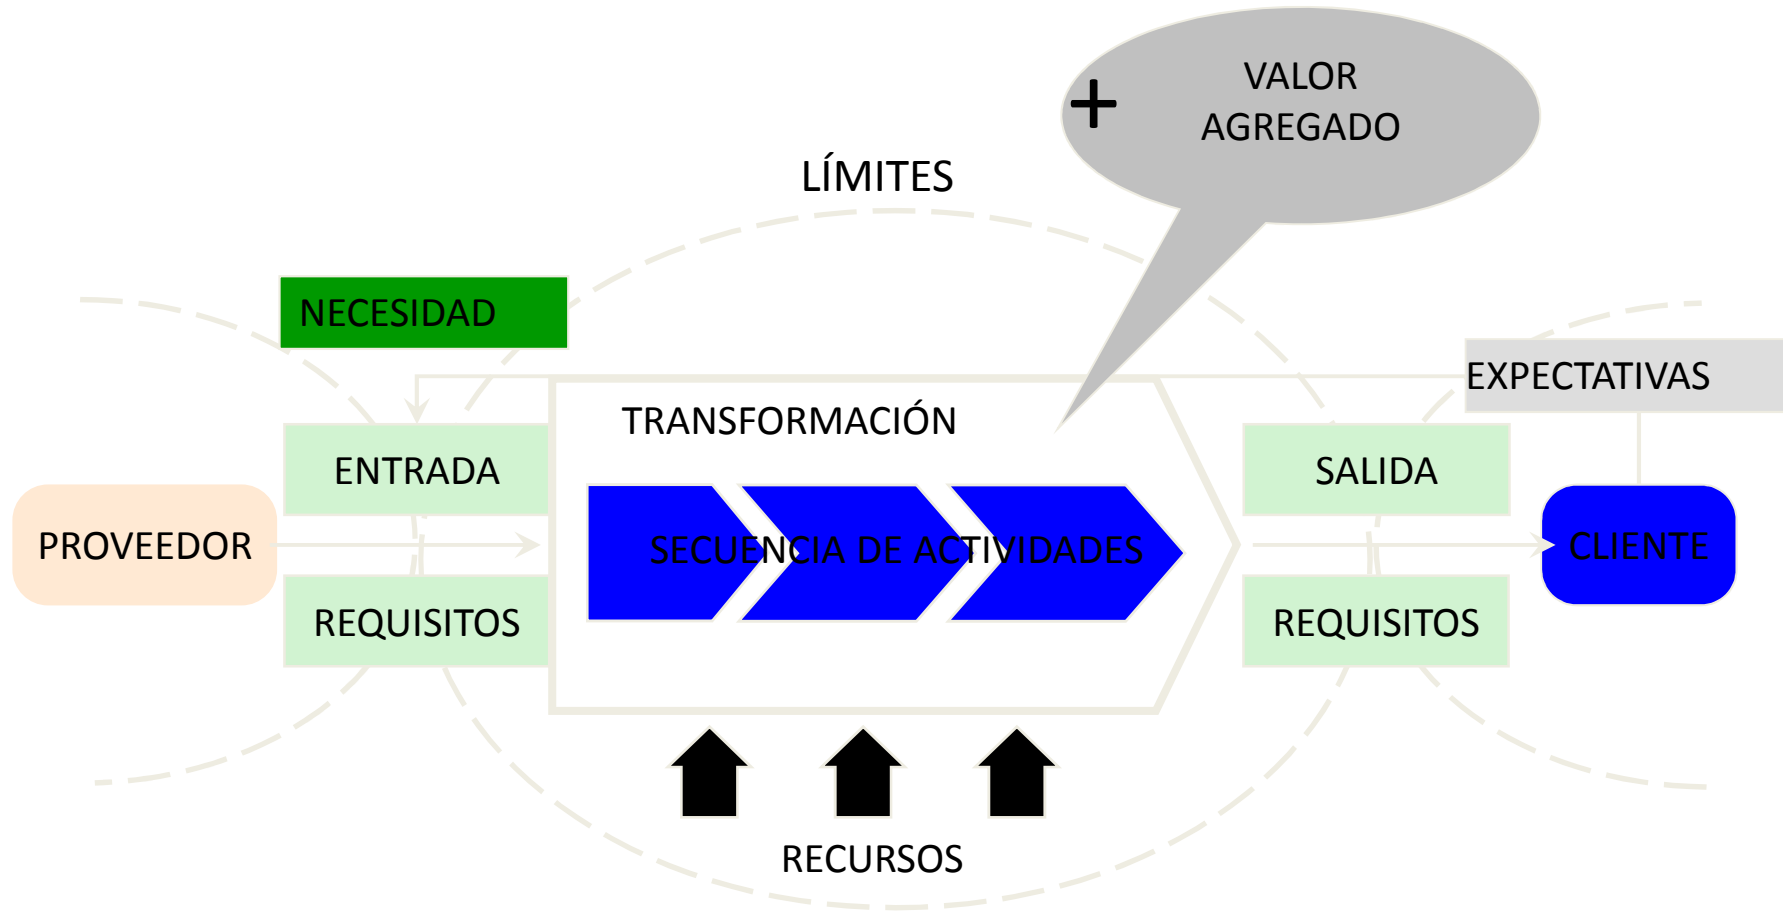 +
VALOR
AGREGADO
LÍMITES
NECESIDAD
EXPECTATIVAS
TRANSFORMACIÓN
ENTRADA
SALIDA
PROVEEDOR
SECUENCIA DE ACTIVIDADES
CLIENTE
REQUISITOS
REQUISITOS
RECURSOS